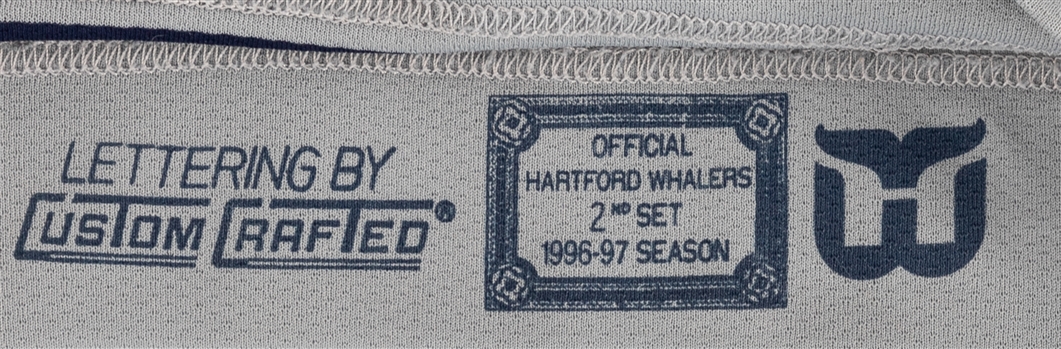 LETTERING BY
CUSTOM CRAFTED®
OFFICIAL
HARTFORD WHALERS
2ND SET
1996-97 SEASON